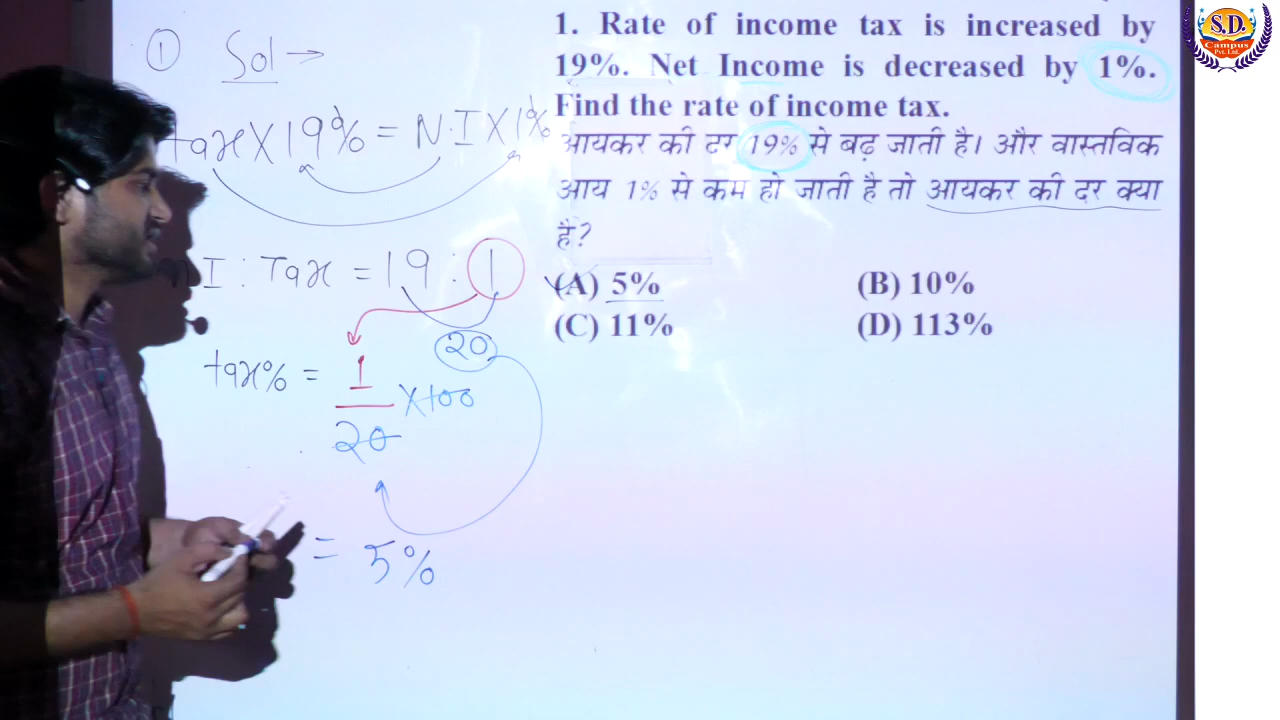 ① Sol →
tax X 19% = N.I X 1%
I : Tax = 19 : 1
20
tax% = 1/20 X 100
= 5%
1. Rate of income tax is increased by
19%. Net Income is decreased by 1%.
Find the rate of income tax.
आयकर की दर 19% से बढ़ जाती है। और वास्तविक
आय 1% से कम हो जाती है तो आयकर की दर क्या
है?
(A) 5% (B) 10%
(C) 11% (D) 113%
S.D.
Campus
Pvt. Ltd.